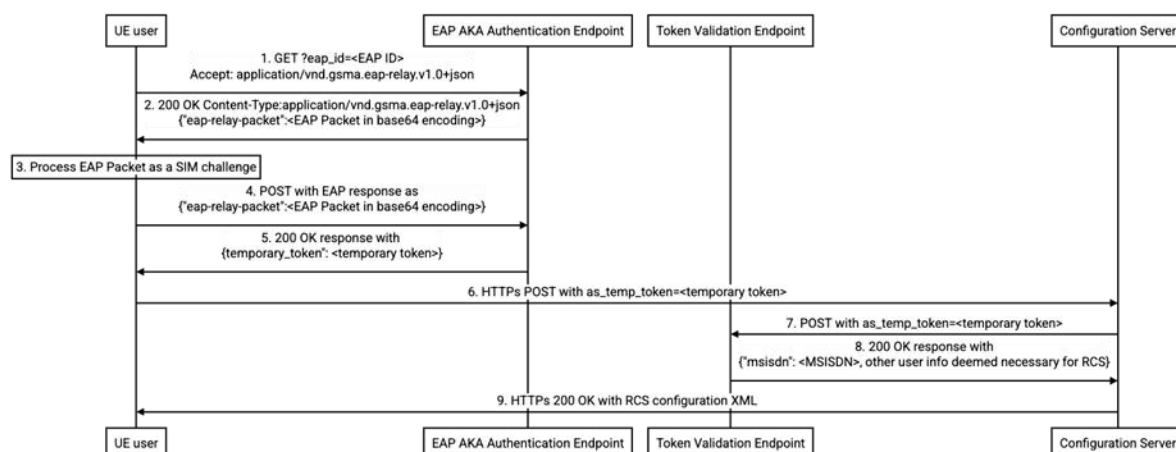 UE user
EAP AKA Authentication Endpoint
Token Validation Endpoint
Configuration Server
1. GET ?eap_id=<EAP ID>
Accept: application/vnd.gsma.eap-relay.v1.0+json
2. 200 OK Content-Type:application/vnd.gsma.eap-relay.v1.0+json
{"eap-relay-packet":<EAP Packet in base64 encoding>}
3. Process EAP Packet as a SIM challenge
4. POST with EAP response as
{"eap-relay-packet":<EAP Packet in base64 encoding>}
5. 200 OK response with
{temporary_token": <temporary token>}
6. HTTPs POST with as_temp_token=<temporary token>
7. POST with as_temp_token=<temporary token>
8. 200 OK response with
{"msisdn": <MSISDN>, other user info deemed necessary for RCS}
9. HTTPs 200 OK with RCS configuration XML
UE user
EAP AKA Authentication Endpoint
Token Validation Endpoint
Configuration Server